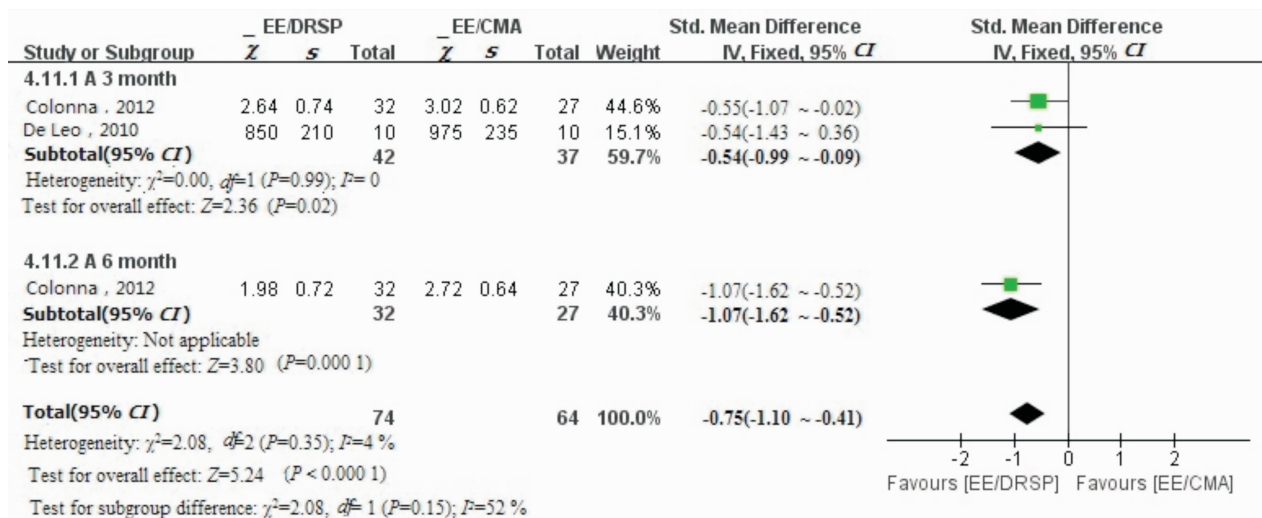 _ EE/DRSP _EE/CMA Std. Mean Difference Std. Mean Difference
Study or Subgroup χ s Total χ s Total Weight IV, Fixed, 95% CI IV, Fixed, 95% CI
4.11.1 A 3 month
Colonna , 2012 2.64 0.74 32 3.02 0.62 27 44.6% -0.55(-1.07 ~ -0.02)
De Leo , 2010 850 210 10 975 235 10 15.1% -0.54(-1.43 ~ 0.36)
Subtotal(95% CI) 42 37 59.7% -0.54(-0.99 ~ -0.09)
Heterogeneity: χ²=0.00, df=1 (P=0.99); I²= 0
Test for overall effect: Z=2.36 (P=0.02)
4.11.2 A 6 month
Colonna , 2012 1.98 0.72 32 2.72 0.64 27 40.3% -1.07(-1.62 ~ -0.52)
Subtotal(95% CI) 32 27 40.3% -1.07(-1.62 ~ -0.52)
Heterogeneity: Not applicable
Test for overall effect: Z=3.80 (P=0.000 1)
Total(95% CI) 74 64 100.0% -0.75(-1.10 ~ -0.41)
Heterogeneity: χ²=2.08, df=2 (P=0.35); I²=4 %
Test for overall effect: Z=5.24 (P < 0.000 1)
Test for subgroup difference: χ²=2.08, df= 1 (P=0.15); I²=52 %
-2 -1 0 1 2
Favours [EE/DRSP] Favours [EE/CMA]